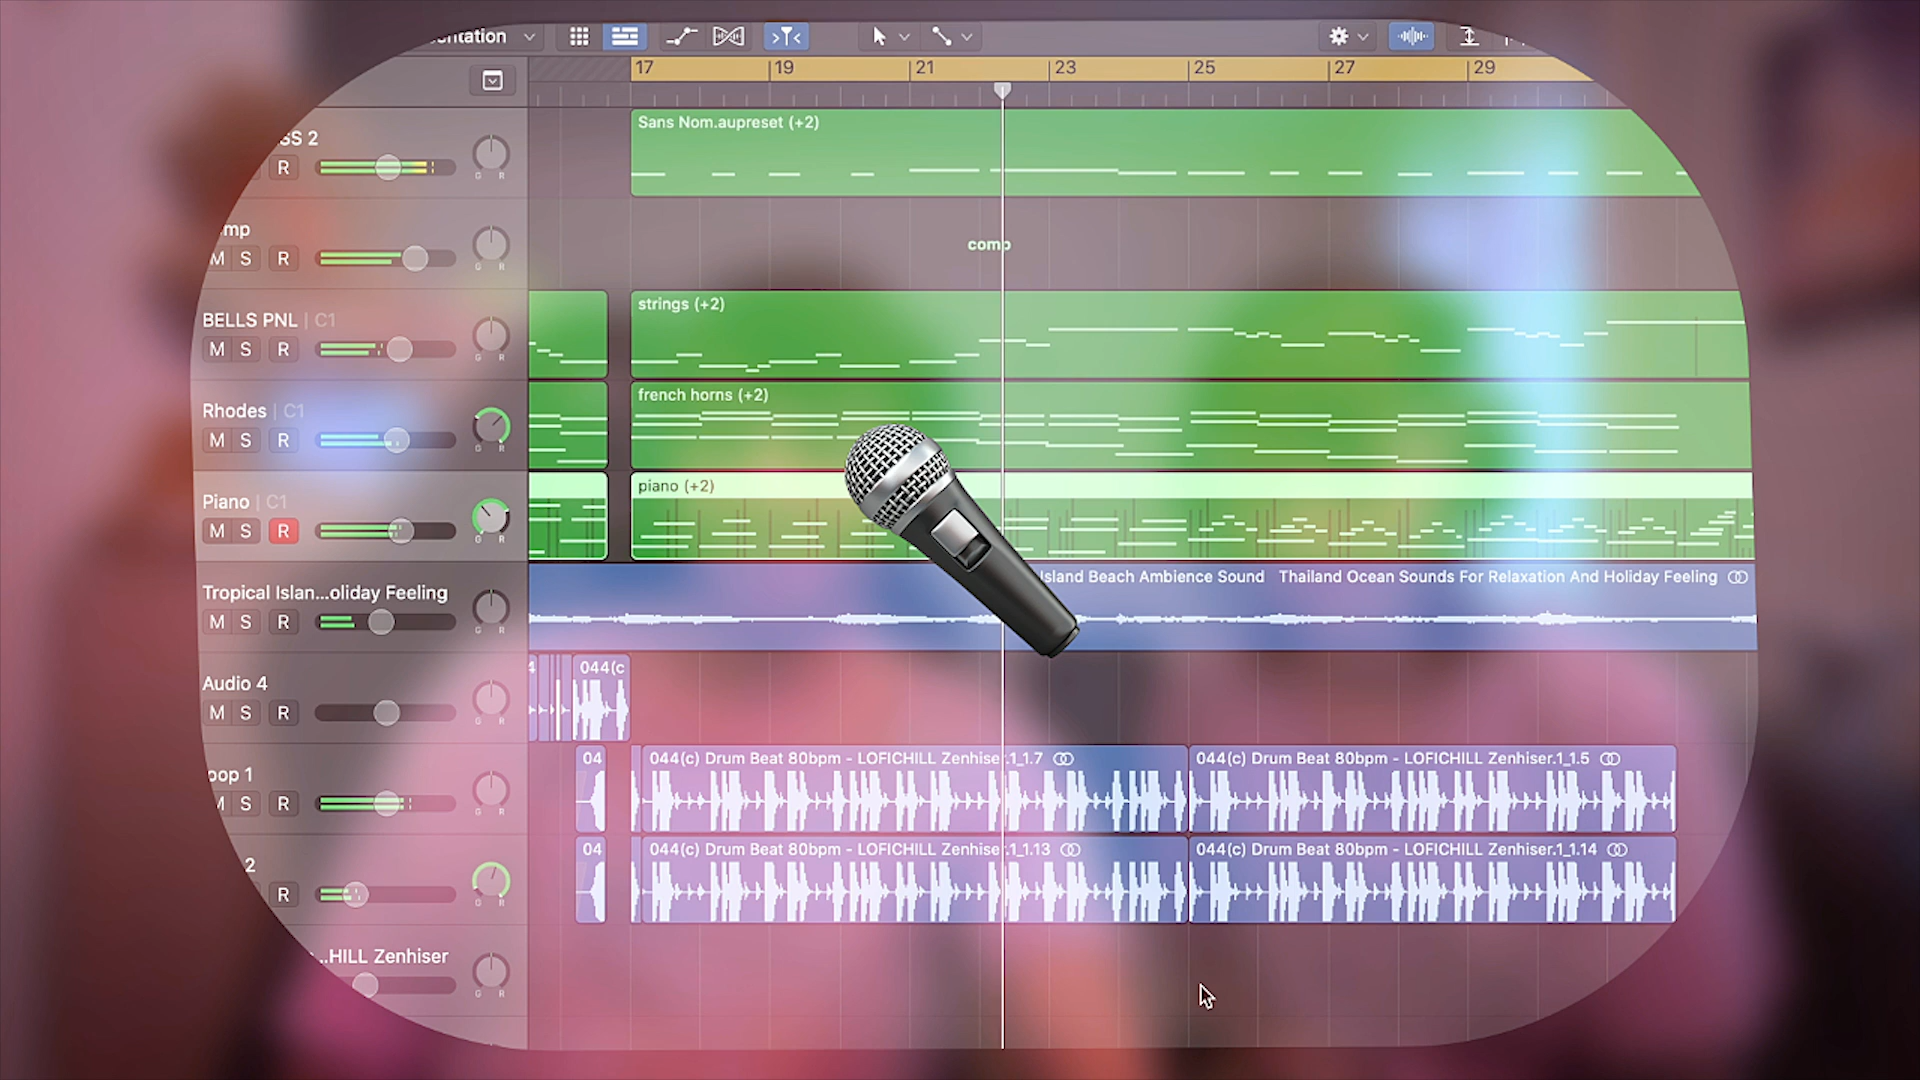 ntation
17 19 21 23 25 27 29
SS 2
R
G R
Sans Nom.aupreset (+2)
mp
M S R
G R
comp
BELLS PNL | C1
M S R
G R
strings (+2)
Rhodes | C1
M S R
G R
french horns (+2)
Piano | C1
M S R
G R
piano (+2)
Tropical Islan...oliday Feeling
M S R
G R
Island Beach Ambience Sound Thailand Ocean Sounds For Relaxation And Holiday Feeling
Audio 4
M S R
G R
4 044(c
oop 1
M S R
G R
04 044(c) Drum Beat 80bpm - LOFICHILL Zenhiser.1_1.7 044(c) Drum Beat 80bpm - LOFICHILL Zenhiser.1_1.5
2
R
G R
04 044(c) Drum Beat 80bpm - LOFICHILL Zenhiser.1_1.13 044(c) Drum Beat 80bpm - LOFICHILL Zenhiser.1_1.14
...HILL Zenhiser
G R